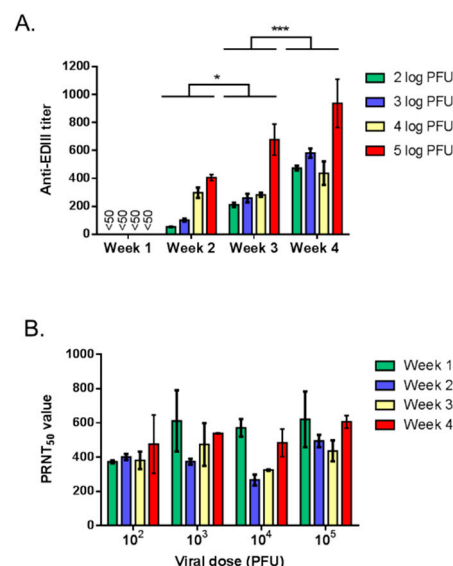 A.
***
*
1200
1000
800
600
400
200
0
Anti-EDIII titer
<50 <50 <50 <50
Week 1 Week 2 Week 3 Week 4
2 log PFU
3 log PFU
4 log PFU
5 log PFU
B.
1000
800
600
400
200
0
PRNT50 value
10² 10³ 10⁴ 10⁵
Viral dose (PFU)
Week 1
Week 2
Week 3
Week 4